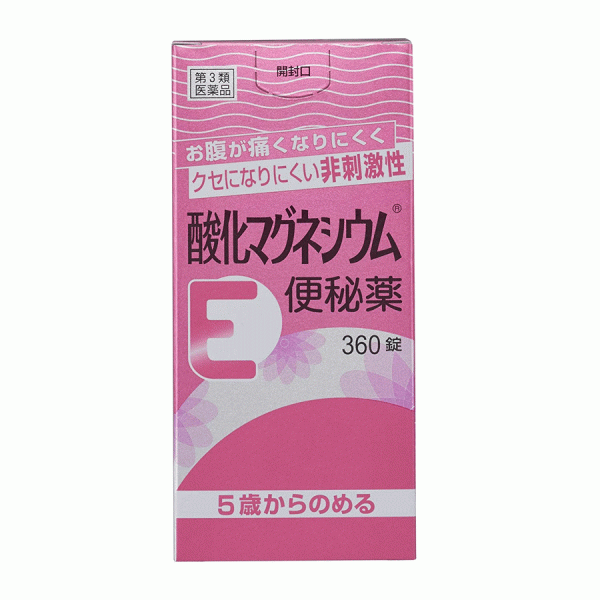 開封口
第3類
医薬品
お腹が痛くなりにくく
クセになりにくい非刺激性
酸化マグネシウム®
E
便秘薬
360錠
5歳からのめる